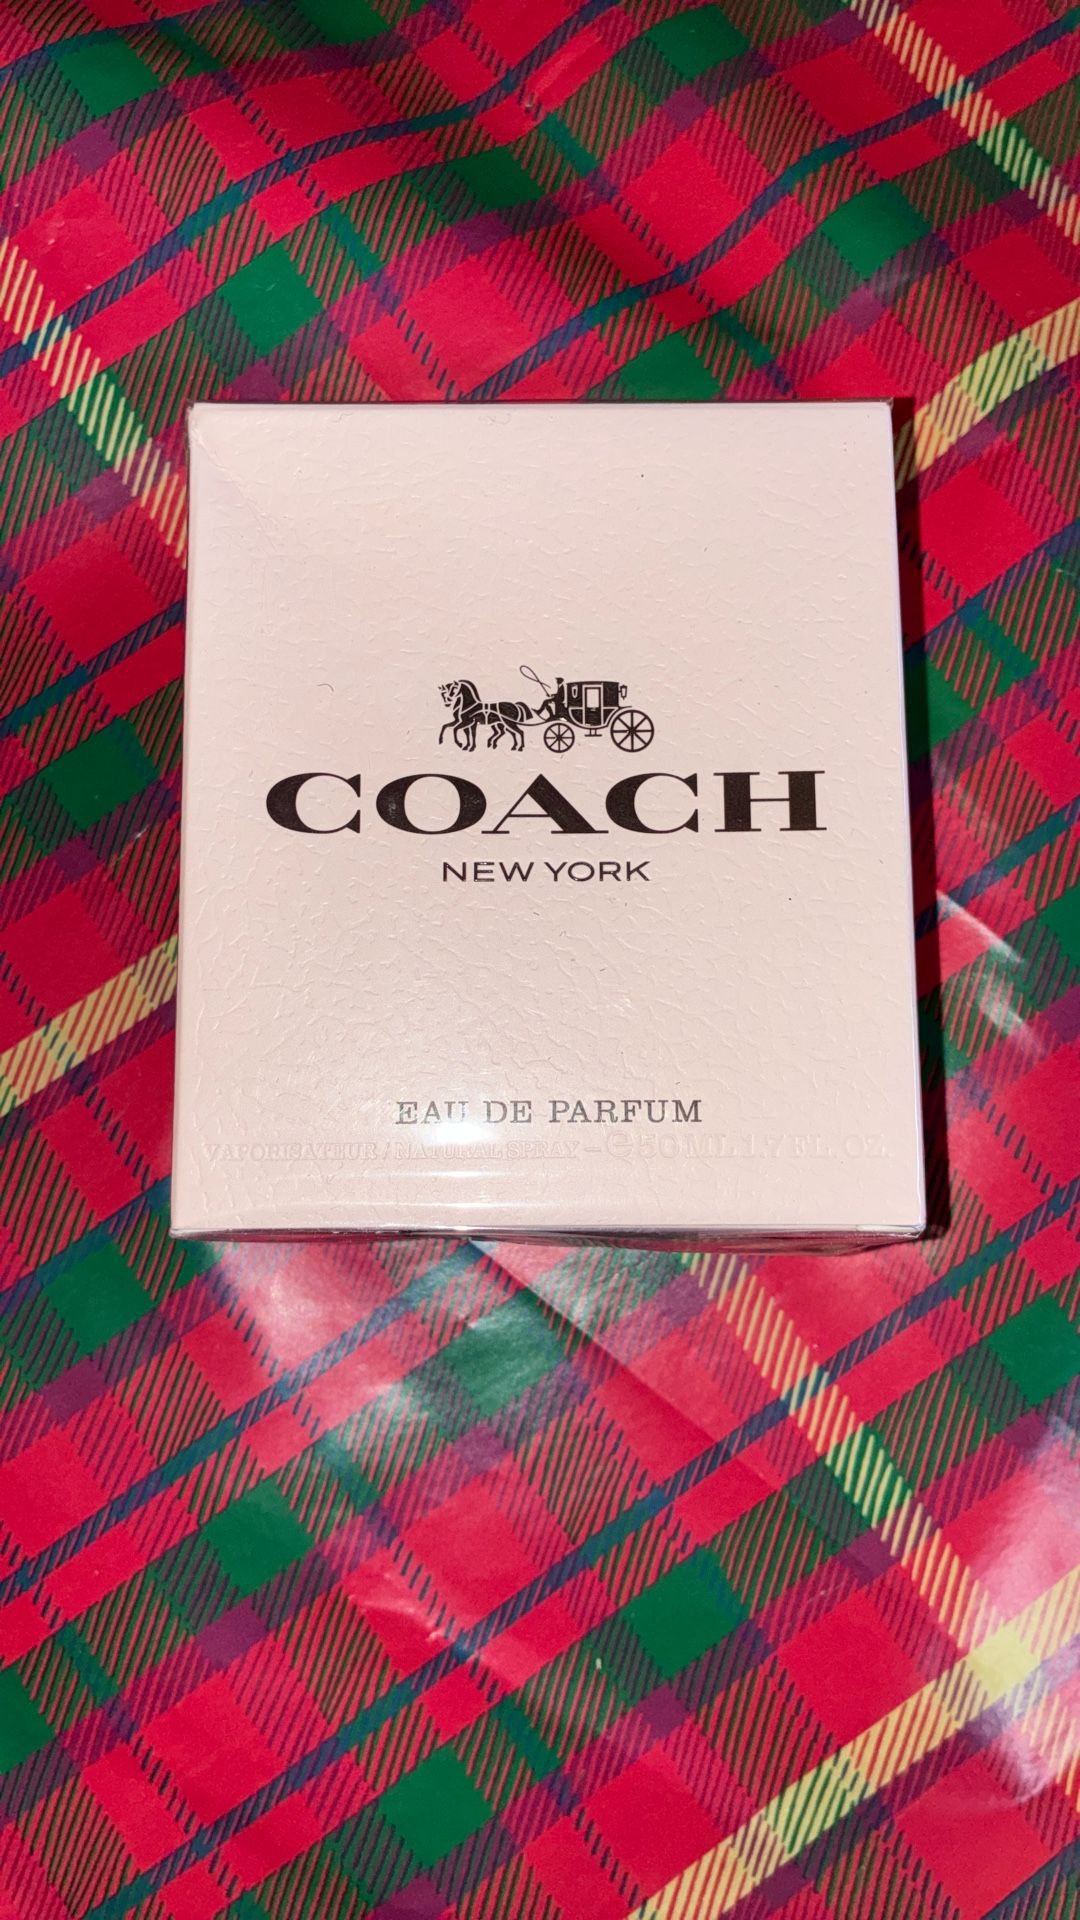 COACH
NEW YORK
EAU DE PARFUM
VAPORISATEUR / NATURAL SPRAY – ℮ 50 ML 1.7 FL. OZ.